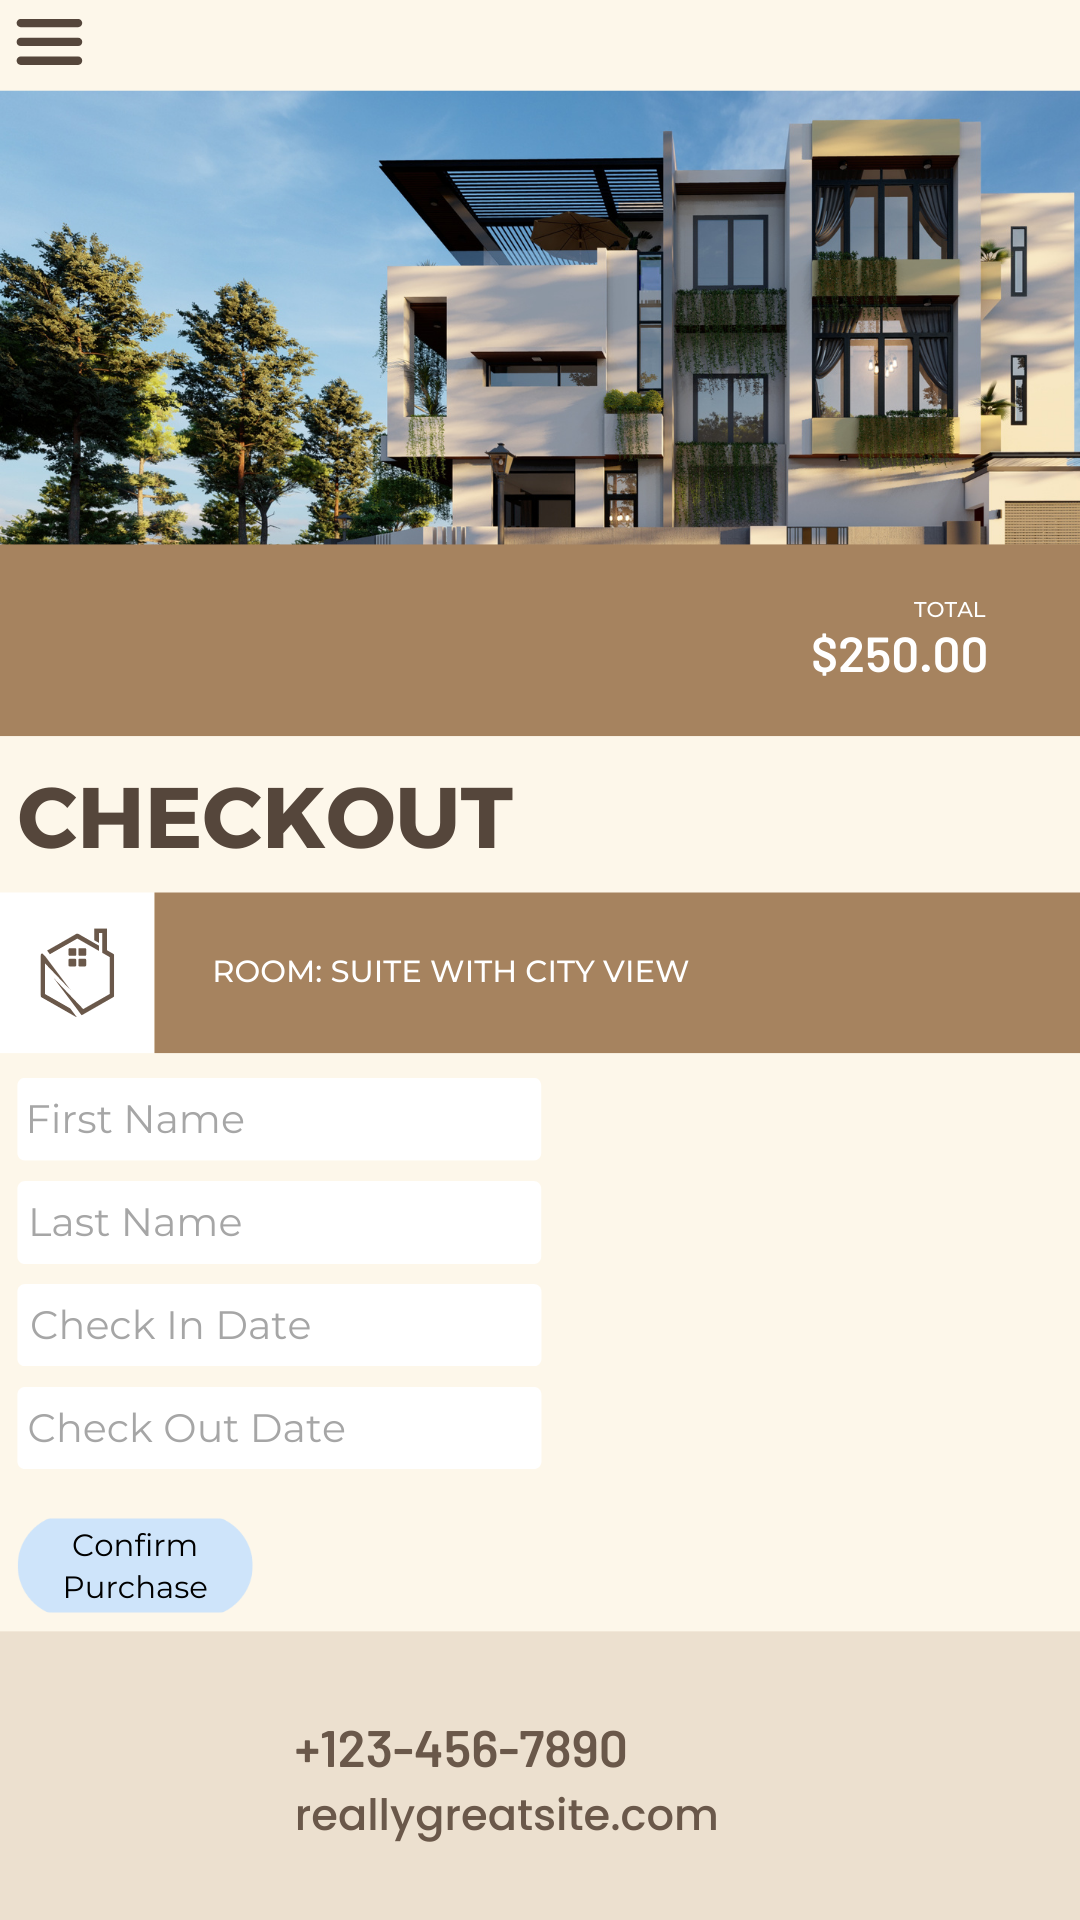 TOTAL
$250.00
CHECKOUT
ROOM: SUITE WITH CITY VIEW
First Name
Last Name
Check In Date
Check Out Date
Confirm
Purchase
+123-456-7890
reallygreatsite.com